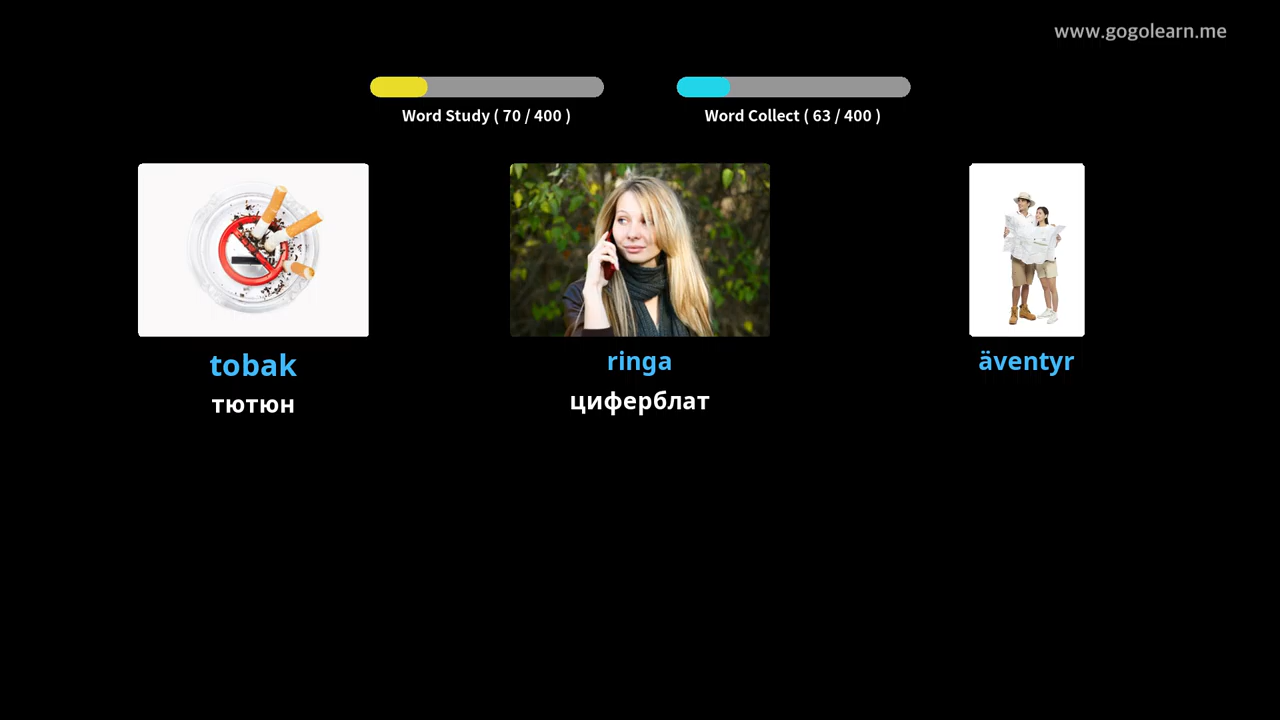 www.gogolearn.me
Word Study ( 70 / 400 )
Word Collect ( 63 / 400 )
tobak
тютюн
ringa
циферблат
äventyr